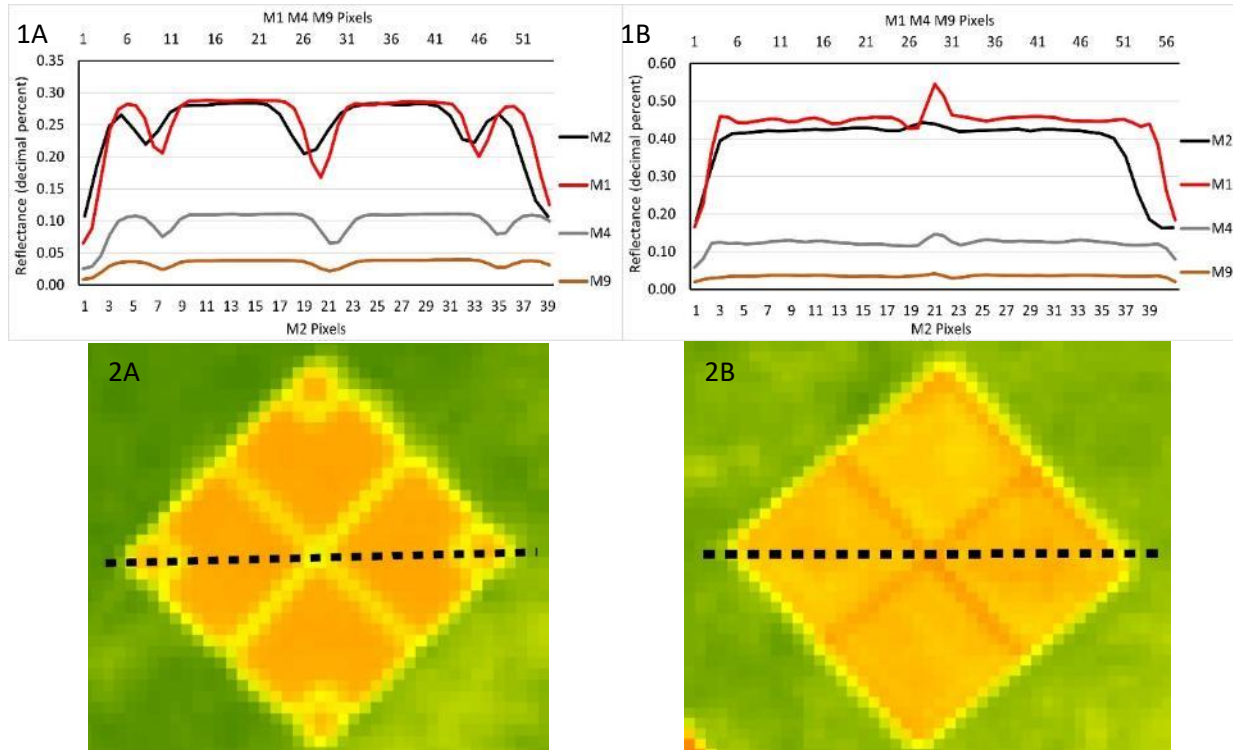 1A
M1 M4 M9 Pixels
1 6 11 16 21 26 31 36 41 46 51
Reflectance (decimal percent)
0.35
0.30
0.25
0.20
0.15
0.10
0.05
0.00
M2
M1
M4
M9
1 3 5 7 9 11 13 15 17 19 21 23 25 27 29 31 33 35 37 39
M2 Pixels
1B
M1 M4 M9 Pixels
1 6 11 16 21 26 31 36 41 46 51 56
Reflectance (decimal percent)
0.60
0.50
0.40
0.30
0.20
0.10
0.00
M2
M1
M4
M9
1 3 5 7 9 11 13 15 17 19 21 23 25 27 29 31 33 35 37 39
M2 Pixels
2A
2B